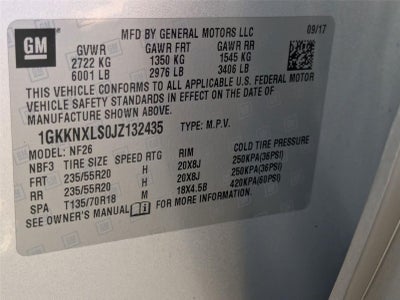 GM
MFD BY GENERAL MOTORS LLC 09/17
GVWR GAWR FRT GAWR RR
2722 KG 1350 KG 1545 KG
6001 LB 2976 LB 3406 LB
THIS VEHICLE CONFORMS TO ALL APPLICABLE U.S. FEDERAL MOTOR
VEHICLE SAFETY STANDARDS IN EFFECT ON THE DATE OF
MANUFACTURE SHOWN ABOVE.
1GKKNXLS0JZ132435 TYPE: M.P.V.
MODEL: NF26
NBF3 TIRE SIZE SPEED RTG RIM COLD TIRE PRESSURE
FRT 235/55R20 H 20X8J 250KPA(36PSI)
RR 235/55R20 H 20X8J 250KPA(36PSI)
SPA T135/70R18 M 18X4.5B 420KPA(60PSI)
SEE OWNER'S MANUAL FOR MORE INFORMATION.